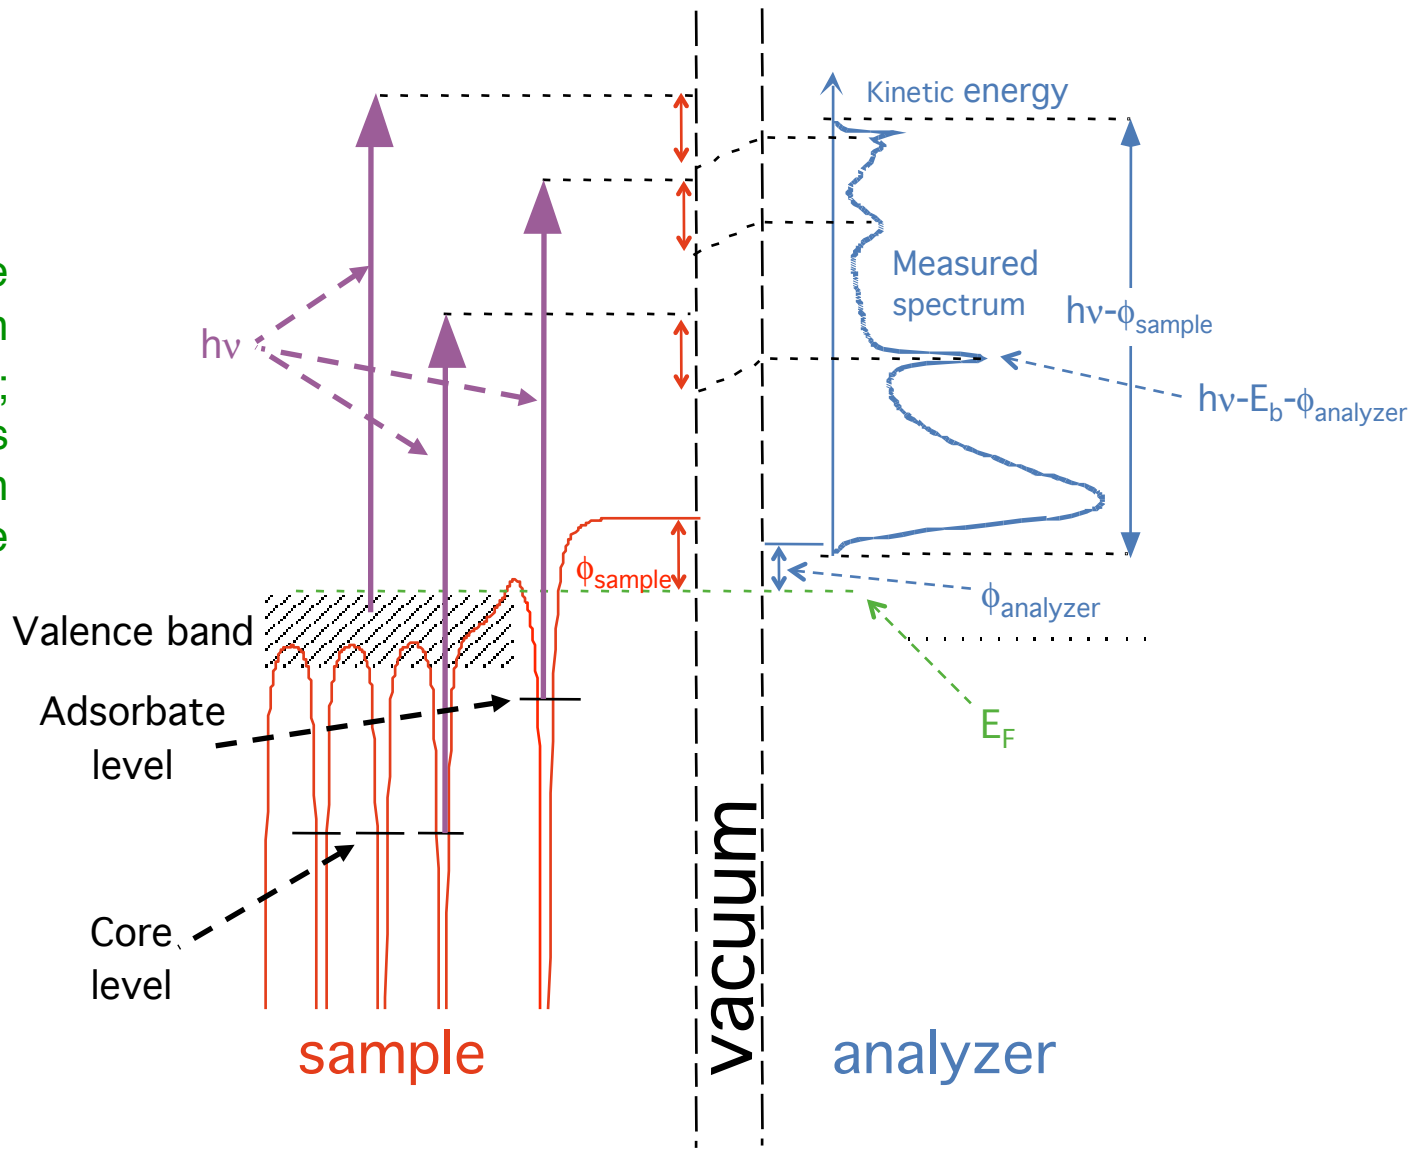 Kinetic energy
e
n
;
s
n
e
hν
Measured
spectrum
hν-ϕsample
hν-Eb-ϕanalyzer
ϕsample
ϕanalyzer
Valence band
Adsorbate
level
EF
Core
level
vacuum
sample
analyzer